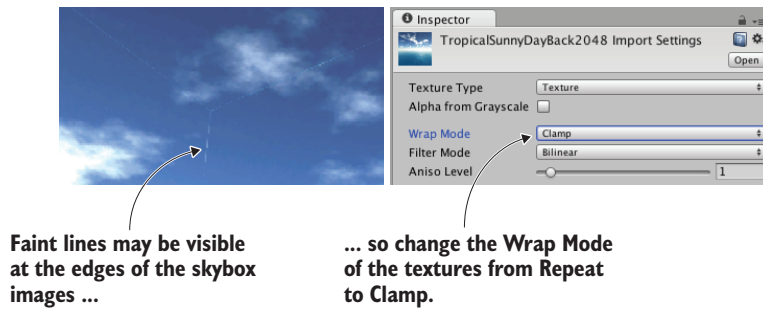 Inspector
TropicalSunnyDayBack2048 Import Settings
Open
Texture Type
Texture
Alpha from Grayscale
Wrap Mode
Clamp
Filter Mode
Bilinear
Aniso Level
1
Faint lines may be visible
at the edges of the skybox
images ...
... so change the Wrap Mode
of the textures from Repeat
to Clamp.